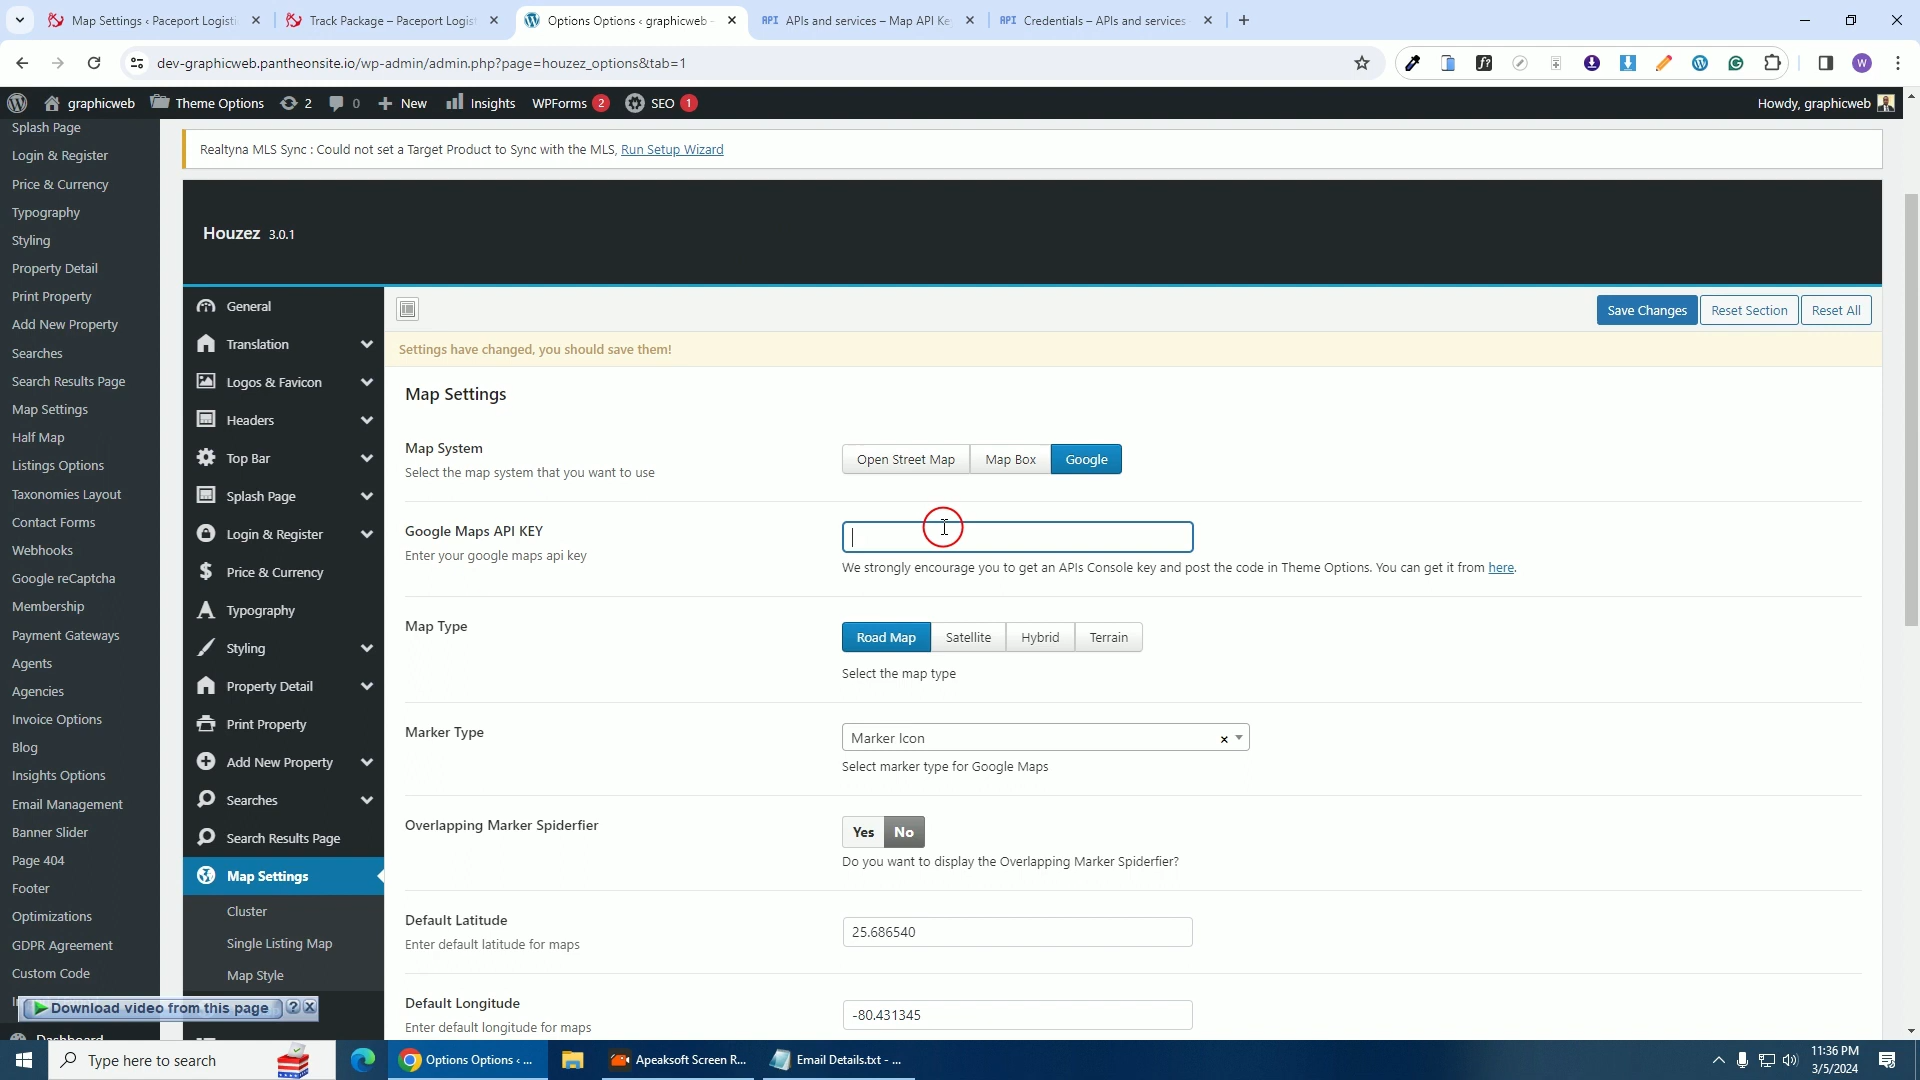 Map Settings ‹ Paceport Logisti
Track Package – Paceport Logis
Options Options ‹ graphicweb –
API APIs and services – Map API Ke
API Credentials – APIs and services
dev-graphicweb.pantheonsite.io/wp-admin/admin.php?page=houzez_options&tab=1
graphicweb
Theme Options
2
0
New
Insights
WPForms 2
SEO 1
Howdy, graphicweb
Splash Page
Login & Register
Price & Currency
Typography
Styling
Property Detail
Print Property
Add New Property
Searches
Search Results Page
Map Settings
Half Map
Listings Options
Taxonomies Layout
Contact Forms
Webhooks
Google reCaptcha
Membership
Payment Gateways
Agents
Agencies
Invoice Options
Blog
Insights Options
Email Management
Banner Slider
Page 404
Footer
Optimizations
GDPR Agreement
Custom Code
Download video from this page
Dashboard
Realtyna MLS Sync : Could not set a Target Product to Sync with the MLS, Run Setup Wizard
Houzez 3.0.1
General
Translation
Logos & Favicon
Headers
Top Bar
Splash Page
Login & Register
Price & Currency
Typography
Styling
Property Detail
Print Property
Add New Property
Searches
Search Results Page
Map Settings
Cluster
Single Listing Map
Map Style
Save Changes
Reset Section
Reset All
Settings have changed, you should save them!
Map Settings
Map System
Select the map system that you want to use
Open Street Map
Map Box
Google
Google Maps API KEY
Enter your google maps api key
We strongly encourage you to get an APIs Console key and post the code in Theme Options. You can get it from here.
Map Type
Road Map
Satellite
Hybrid
Terrain
Select the map type
Marker Type
Marker Icon
Select marker type for Google Maps
Overlapping Marker Spiderfier
Yes
No
Do you want to display the Overlapping Marker Spiderfier?
Default Latitude
Enter default latitude for maps
25.686540
Default Longitude
Enter default longitude for maps
-80.431345
Type here to search
Options Options ‹ ...
Apeaksoft Screen R...
Email Details.txt - ...
11:36 PM
3/5/2024